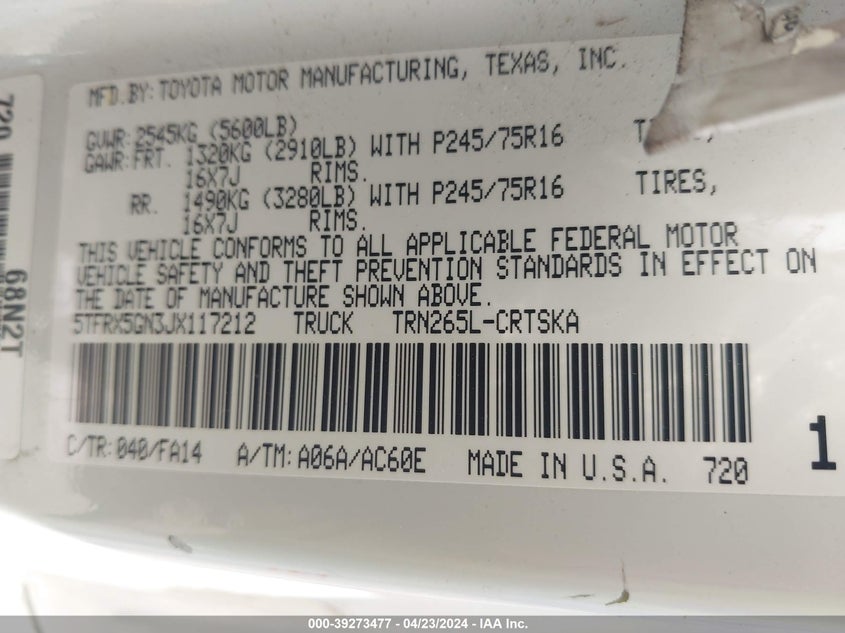 MFD.BY: TOYOTA MOTOR MANUFACTURING, TEXAS, INC.
GVWR: 2545KG (5600LB)
GAWR: FRT. 1320KG (2910LB) WITH P245/75R16
16X7J RIMS.
RR. 1490KG (3280LB) WITH P245/75R16 TIRES,
16X7J RIMS.
THIS VEHICLE CONFORMS TO ALL APPLICABLE FEDERAL MOTOR
VEHICLE SAFETY AND THEFT PREVENTION STANDARDS IN EFFECT ON
THE DATE OF MANUFACTURE SHOWN ABOVE.
5TFRX5GN3JX117212 TRUCK TRN265L-CRTSKA
C/TR: 040/FA14 A/TM: A06A/AC60E MADE IN U.S.A. 720
1
720
68N2T
000-39273477 - 04/23/2024 - IAA Inc.